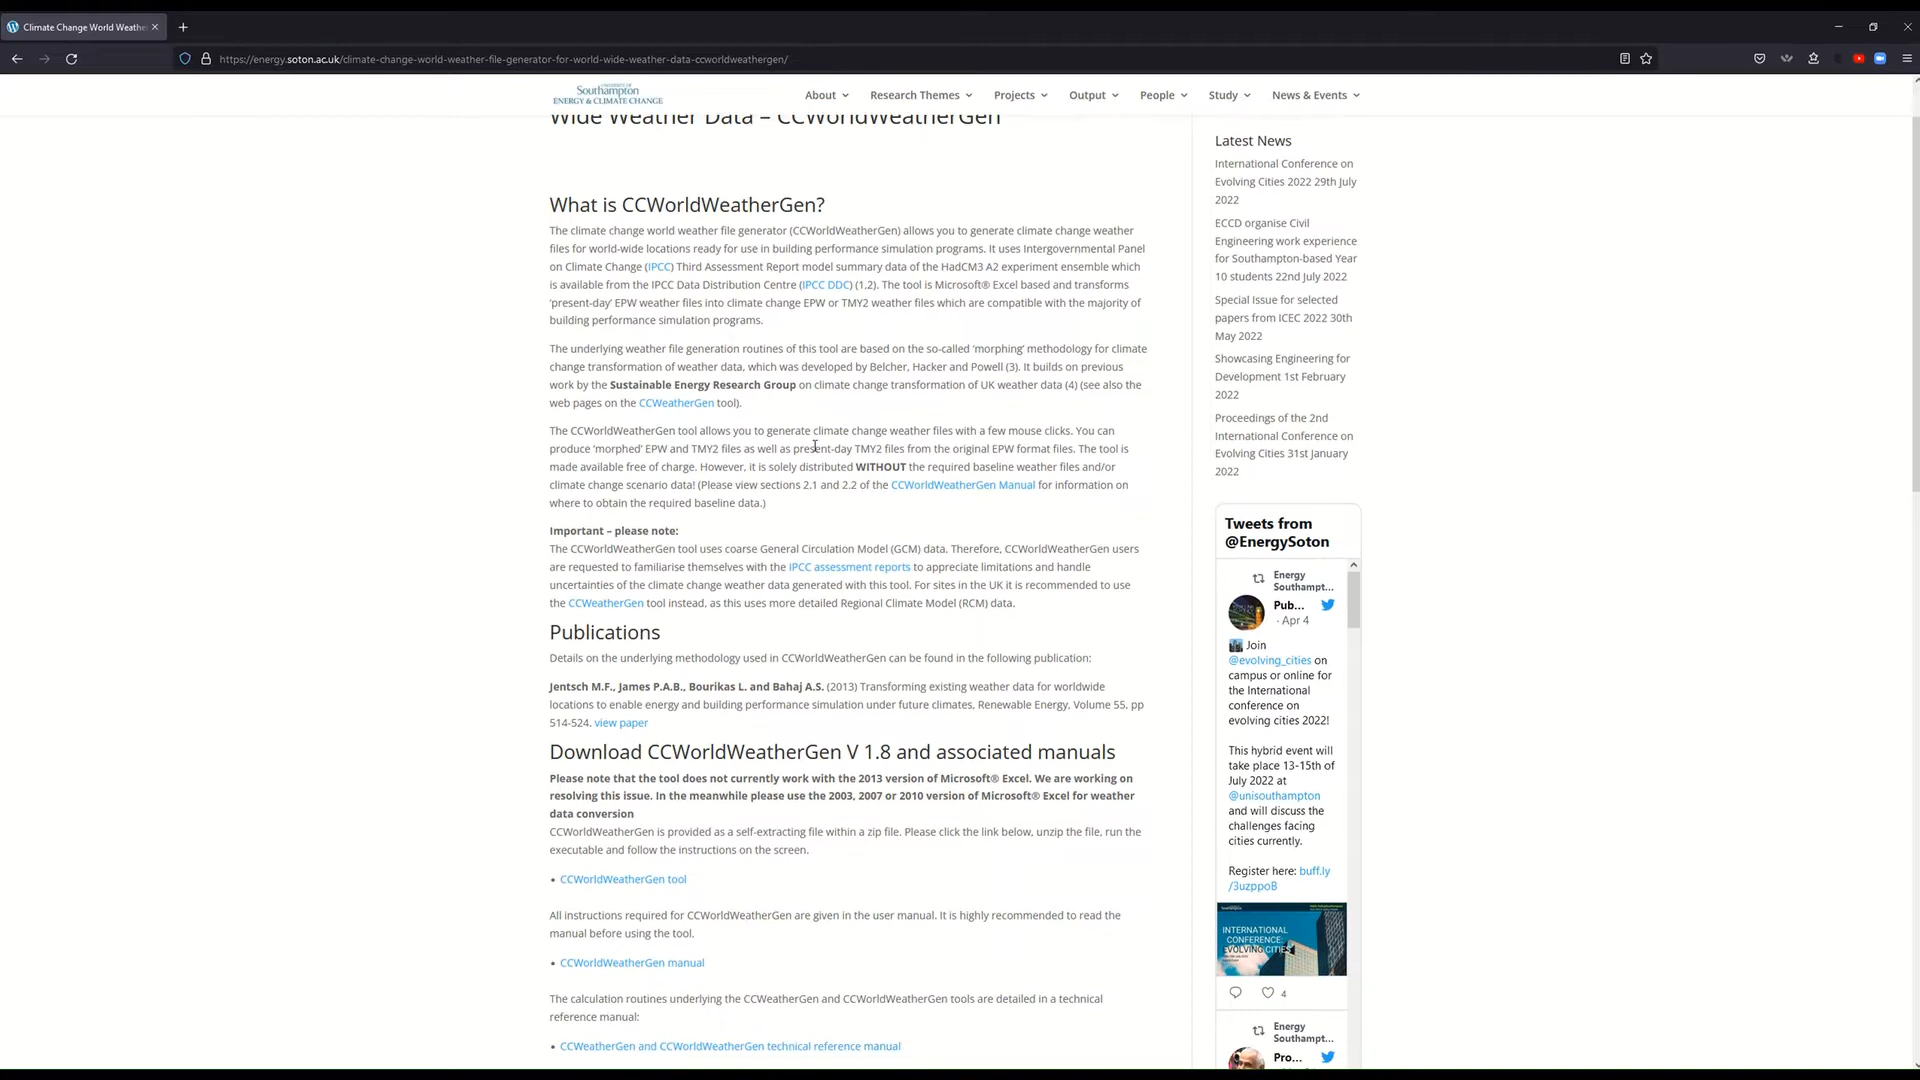 Climate Change World Weathe
https://energy.soton.ac.uk/climate-change-world-weather-file-generator-for-world-wide-weather-data-ccworldweathergen/
UNIVERSITY OF
Southampton
ENERGY & CLIMATE CHANGE
About
Research Themes
Projects
Output
People
Study
News & Events
Wide Weather Data – CCWorldWeatherGen
What is CCWorldWeatherGen?
The climate change world weather file generator (CCWorldWeatherGen) allows you to generate climate change weather
files for world-wide locations ready for use in building performance simulation programs. It uses Intergovernmental Panel
on Climate Change (IPCC) Third Assessment Report model summary data of the HadCM3 A2 experiment ensemble which
is available from the IPCC Data Distribution Centre (IPCC DDC) (1,2). The tool is Microsoft® Excel based and transforms
‘present-day’ EPW weather files into climate change EPW or TMY2 weather files which are compatible with the majority of
building performance simulation programs.
The underlying weather file generation routines of this tool are based on the so-called ‘morphing’ methodology for climate
change transformation of weather data, which was developed by Belcher, Hacker and Powell (3). It builds on previous
work by the Sustainable Energy Research Group on climate change transformation of UK weather data (4) (see also the
web pages on the CCWeatherGen tool).
The CCWorldWeatherGen tool allows you to generate climate change weather files with a few mouse clicks. You can
produce ‘morphed’ EPW and TMY2 files as well as present-day TMY2 files from the original EPW format files. The tool is
made available free of charge. However, it is solely distributed WITHOUT the required baseline weather files and/or
climate change scenario data! (Please view sections 2.1 and 2.2 of the CCWorldWeatherGen Manual for information on
where to obtain the required baseline data.)
Important – please note:
The CCWorldWeatherGen tool uses coarse General Circulation Model (GCM) data. Therefore, CCWorldWeatherGen users
are requested to familiarise themselves with the IPCC assessment reports to appreciate limitations and handle
uncertainties of the climate change weather data generated with this tool. For sites in the UK it is recommended to use
the CCWeatherGen tool instead, as this uses more detailed Regional Climate Model (RCM) data.
Publications
Details on the underlying methodology used in CCWorldWeatherGen can be found in the following publication:
Jentsch M.F., James P.A.B., Bourikas L. and Bahaj A.S. (2013) Transforming existing weather data for worldwide
locations to enable energy and building performance simulation under future climates, Renewable Energy, Volume 55, pp
514-524. view paper
Download CCWorldWeatherGen V 1.8 and associated manuals
Please note that the tool does not currently work with the 2013 version of Microsoft® Excel. We are working on
resolving this issue. In the meanwhile please use the 2003, 2007 or 2010 version of Microsoft® Excel for weather
data conversion
CCWorldWeatherGen is provided as a self-extracting file within a zip file. Please click the link below, unzip the file, run the
executable and follow the instructions on the screen.
• CCWorldWeatherGen tool
All instructions required for CCWorldWeatherGen are given in the user manual. It is highly recommended to read the
manual before using the tool.
• CCWorldWeatherGen manual
The calculation routines underlying the CCWeatherGen and CCWorldWeatherGen tools are detailed in a technical
reference manual:
• CCWeatherGen and CCWorldWeatherGen technical reference manual
Latest News
International Conference on
Evolving Cities 2022 29th July
2022
ECCD organise Civil
Engineering work experience
for Southampton-based Year
10 students 22nd July 2022
Special Issue for selected
papers from ICEC 2022 30th
May 2022
Showcasing Engineering for
Development 1st February
2022
Proceedings of the 2nd
International Conference on
Evolving Cities 31st January
2022
Tweets from
@EnergySoton
Energy
Southampt...
Pub...
· Apr 4
Join
@evolving_cities on
campus or online for
the International
conference on
evolving cities 2022!
This hybrid event will
take place 13-15th of
July 2022 at
@unisouthampton
and will discuss the
challenges facing
cities currently.
Register here: buff.ly
/3uzppoB
INTERNATIONAL
CONFERENCE:
EVOLVING CITIES
4
Energy
Southampt...
Pro...